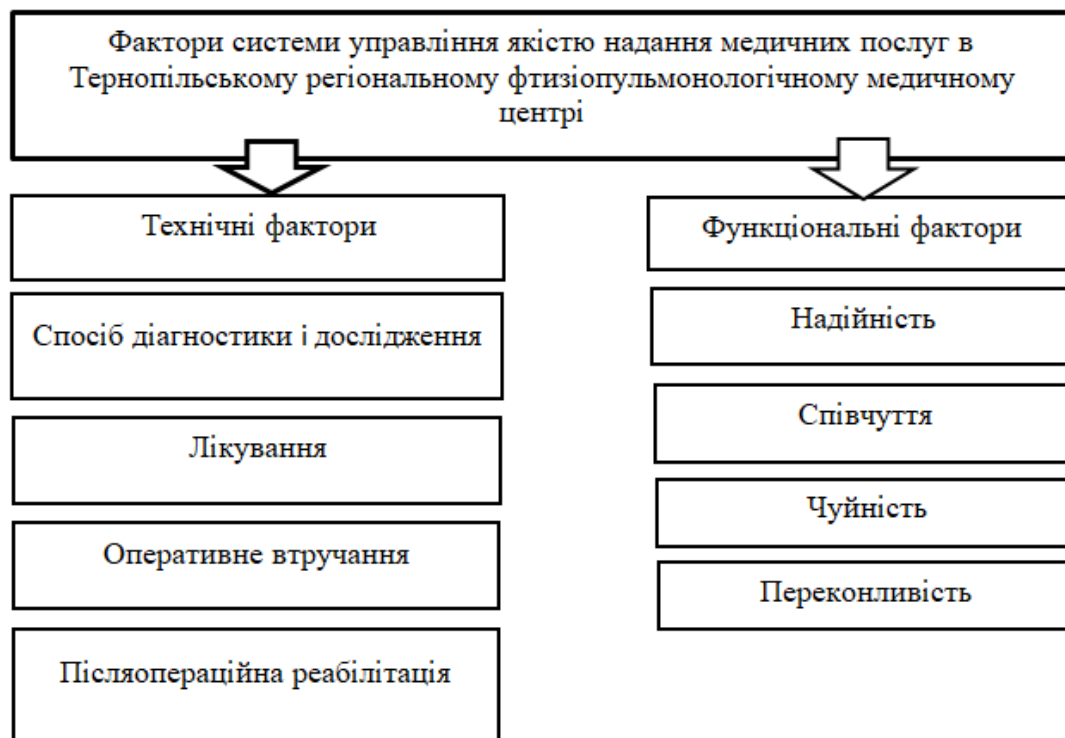 Фактори системи управління якістю надання медичних послуг в
Тернопільському регіональному фтизіопульмонологічному медичному
центрі
Технічні фактори
Спосіб діагностики і дослідження
Лікування
Оперативне втручання
Післяопераційна реабілітація
Функціональні фактори
Надійність
Співчуття
Чуйність
Переконливість